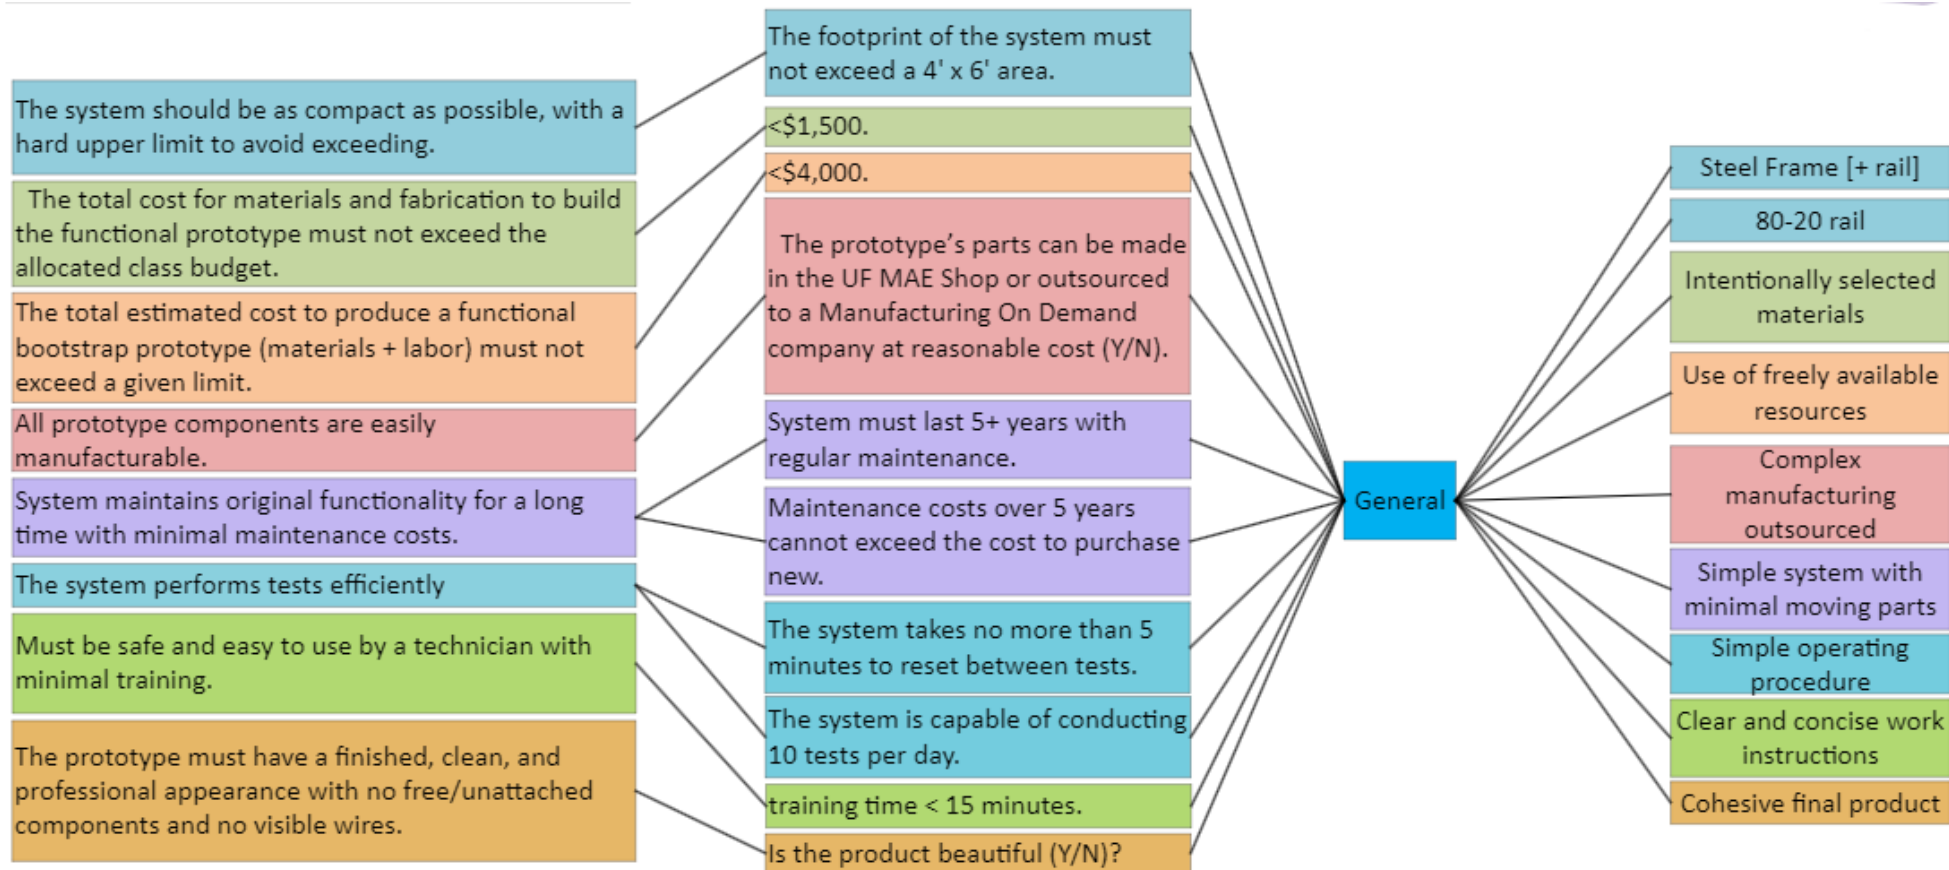 The system should be as compact as possible, with a
hard upper limit to avoid exceeding.
The total cost for materials and fabrication to build
the functional prototype must not exceed the
allocated class budget.
The total estimated cost to produce a functional
bootstrap prototype (materials + labor) must not
exceed a given limit.
All prototype components are easily
manufacturable.
System maintains original functionality for a long
time with minimal maintenance costs.
The system performs tests efficiently
Must be safe and easy to use by a technician with
minimal training.
The prototype must have a finished, clean, and
professional appearance with no free/unattached
components and no visible wires.
The footprint of the system must
not exceed a 4' x 6' area.
<$1,500.
<$4,000.
The prototype’s parts can be made
in the UF MAE Shop or outsourced
to a Manufacturing On Demand
company at reasonable cost (Y/N).
System must last 5+ years with
regular maintenance.
Maintenance costs over 5 years
cannot exceed the cost to purchase
new.
The system takes no more than 5
minutes to reset between tests.
The system is capable of conducting
10 tests per day.
training time < 15 minutes.
Is the product beautiful (Y/N)?
General
Steel Frame [+ rail]
80-20 rail
Intentionally selected
materials
Use of freely available
resources
Complex
manufacturing
outsourced
Simple system with
minimal moving parts
Simple operating
procedure
Clear and concise work
instructions
Cohesive final product